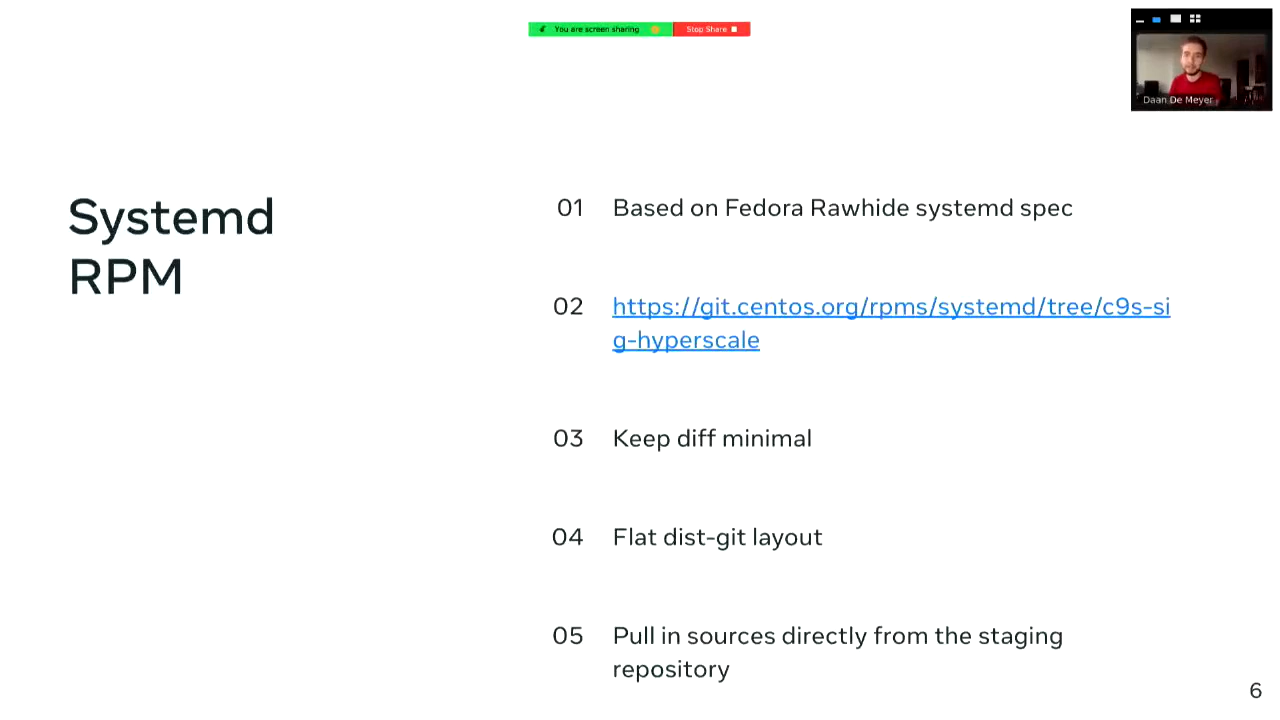 You are screen sharing
Stop Share
Daan De Meyer
Systemd
RPM
01 Based on Fedora Rawhide systemd spec
02 https://git.centos.org/rpms/systemd/tree/c9s-si
g-hyperscale
03 Keep diff minimal
04 Flat dist-git layout
05 Pull in sources directly from the staging
repository
6